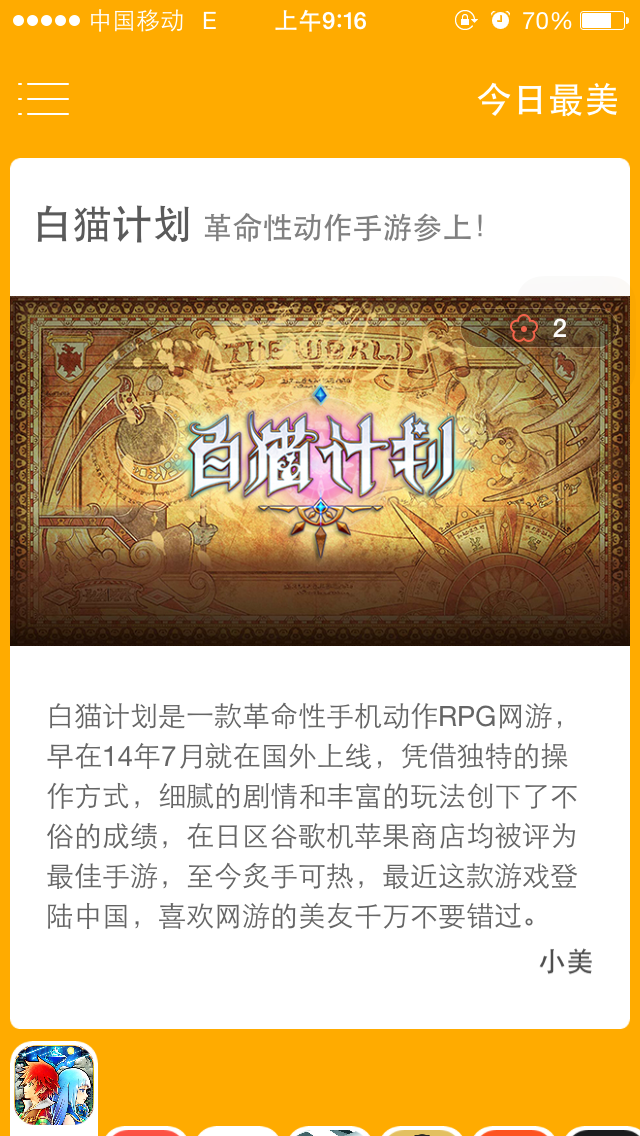 中国移动 E 上午9:16 70%
今日最美
白猫计划 革命性动作手游参上！
2
THE WORLD
白猫计划
白猫计划是一款革命性手机动作RPG网游，
早在14年7月就在国外上线，凭借独特的操
作方式，细腻的剧情和丰富的玩法创下了不
俗的成绩，在日区谷歌机苹果商店均被评为
最佳手游，至今炙手可热，最近这款游戏登
陆中国，喜欢网游的美友千万不要错过。
小美